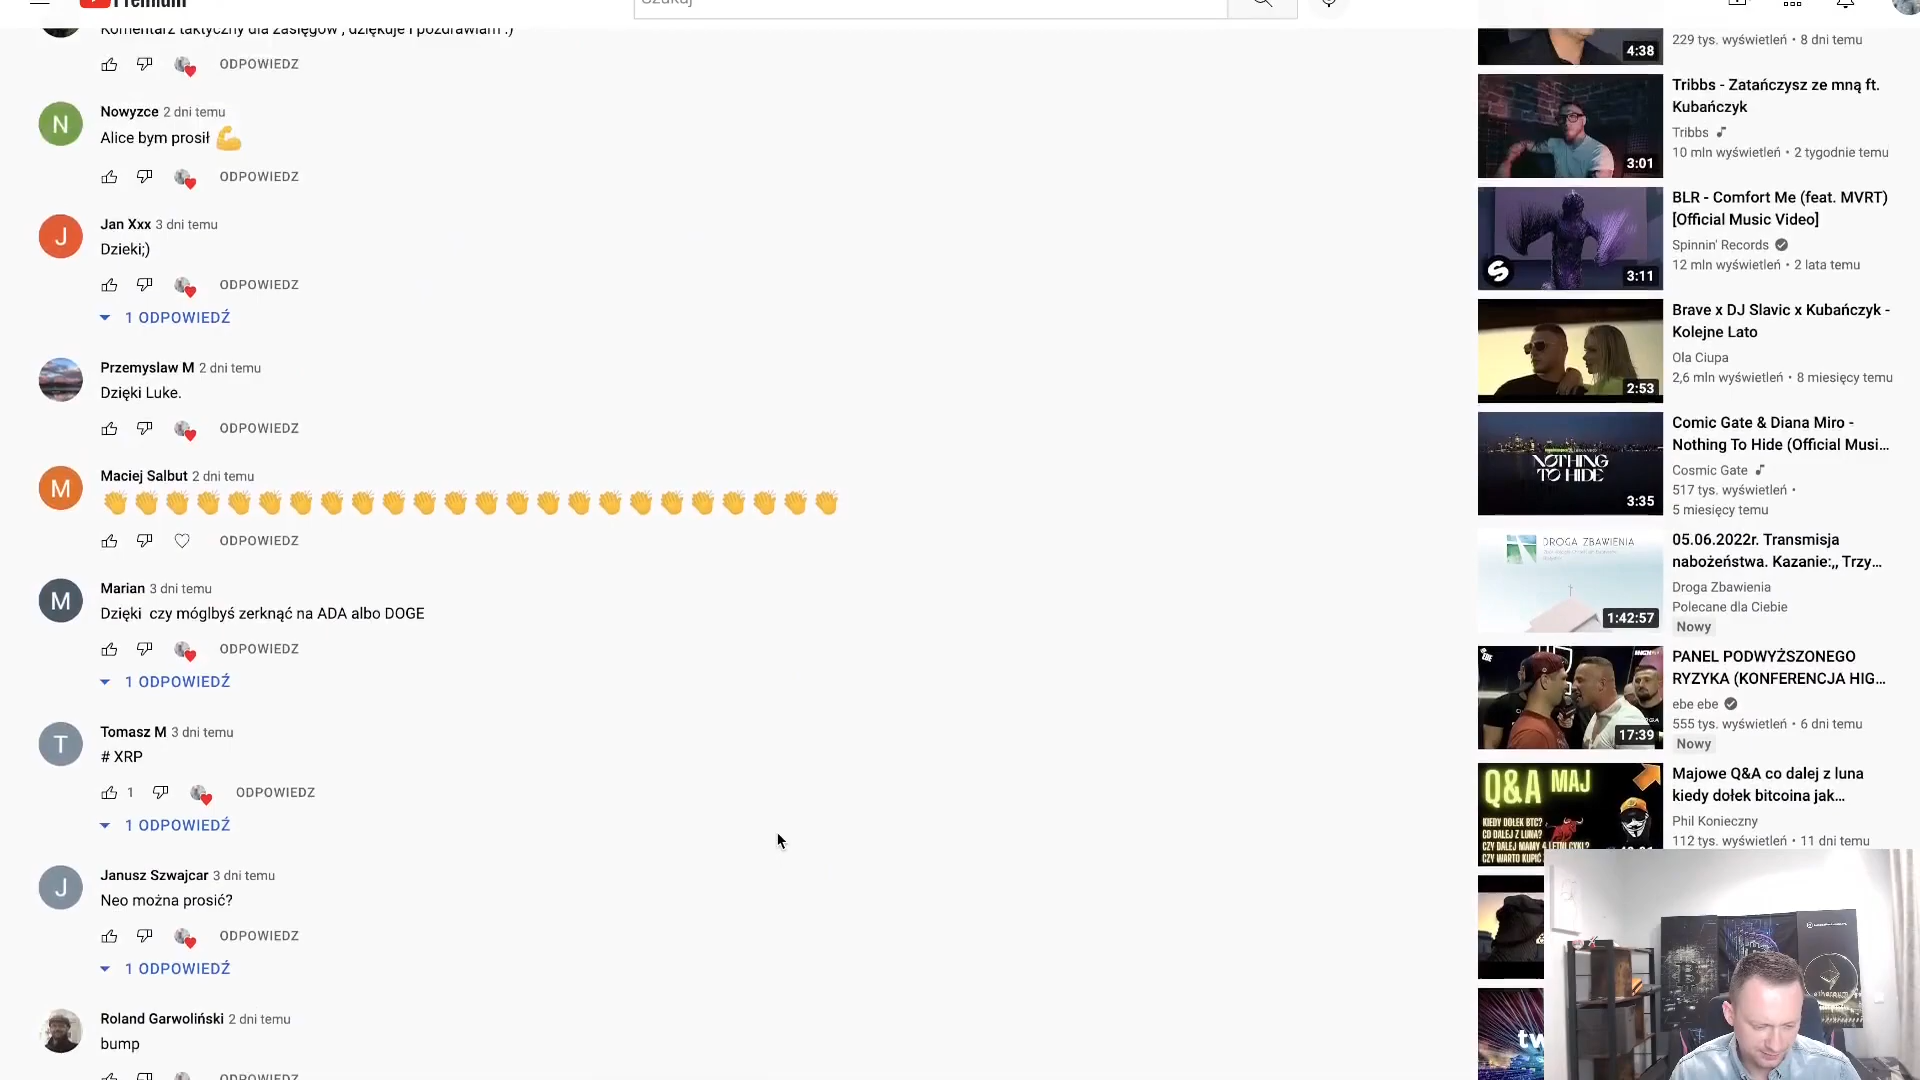 Premium
Szukaj
Komentarz taktyczny dla zasięgów , dziękuje i pozdrawiam :)
ODPOWIEDZ
Nowyzce 2 dni temu
Alice bym prosił 💪
ODPOWIEDZ
Jan Xxx 3 dni temu
Dzieki;)
ODPOWIEDZ
1 ODPOWIEDŹ
Przemyslaw M 2 dni temu
Dzięki Luke.
ODPOWIEDZ
Maciej Salbut 2 dni temu
👏👏👏👏👏👏👏👏👏👏👏👏👏👏👏👏👏👏👏👏👏👏👏👏
ODPOWIEDZ
Marian 3 dni temu
Dzięki czy móglbyś zerknąć na ADA albo DOGE
ODPOWIEDZ
1 ODPOWIEDŹ
Tomasz M 3 dni temu
# XRP
1 ODPOWIEDZ
1 ODPOWIEDŹ
Janusz Szwajcar 3 dni temu
Neo można prosić?
ODPOWIEDZ
1 ODPOWIEDŹ
Roland Garwoliński 2 dni temu
bump
ODPOWIEDZ
4:38
229 tys. wyświetleń • 8 dni temu
3:01
Tribbs - Zatańczysz ze mną ft.
Kubańczyk
Tribbs
10 mln wyświetleń • 2 tygodnie temu
3:11
BLR - Comfort Me (feat. MVRT)
[Official Music Video]
Spinnin' Records
12 mln wyświetleń • 2 lata temu
2:53
Brave x DJ Slavic x Kubańczyk -
Kolejne Lato
Ola Ciupa
2,6 mln wyświetleń • 8 miesięcy temu
NOTHING
TO HIDE
3:35
Comic Gate & Diana Miro -
Nothing To Hide (Official Musi...
Cosmic Gate
517 tys. wyświetleń •
5 miesięcy temu
DROGA ZBAWIENIA
1:42:57
05.06.2022r. Transmisja
nabożeństwa. Kazanie:,, Trzy...
Droga Zbawienia
Polecane dla Ciebie
Nowy
17:39
PANEL PODWYŻSZONEGO
RYZYKA (KONFERENCJA HIG...
ebe ebe
555 tys. wyświetleń • 6 dni temu
Nowy
Q&A MAJ
KIEDY DOŁEK BTC?
CO DALEJ Z LUNA?
CZY DALEJ MAMY 4 LETNI CYKL?
CZY WARTO KUPIĆ
Majowe Q&A co dalej z luna
kiedy dołek bitcoina jak...
Phil Konieczny
112 tys. wyświetleń • 11 dni temu
ethereum